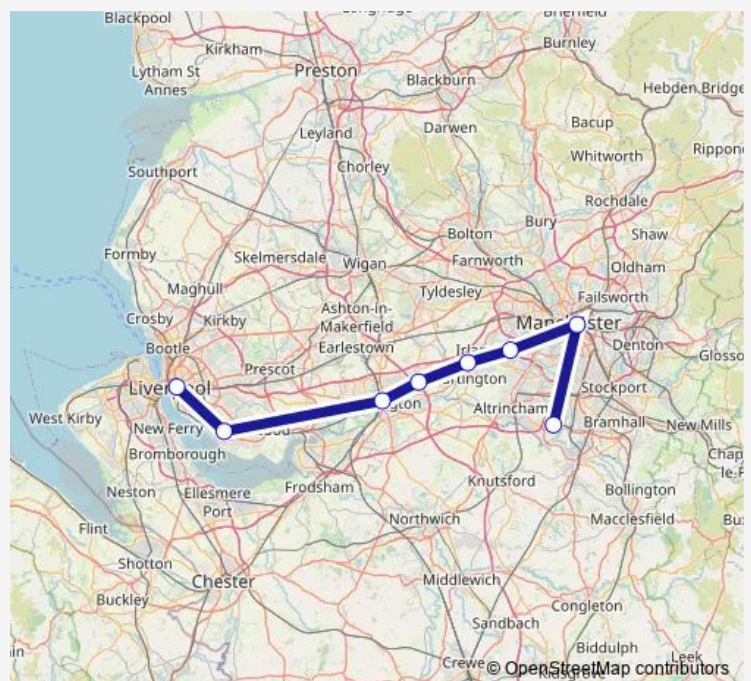 Blackpool
Brierfield
Kirkham
Burnley
Preston
Lytham St
Annes
Blackburn
Hebden Bridge
Leyland
Darwen
Bacup
Chorley
Whitworth
Southport
Rochdale
Bury
Shaw
Bolton
Formby
Skelmersdale
Wigan
Farnworth
Oldham
Maghull
Tyldesley
Failsworth
Crosby
Kirkby
Ashton-in-
Makerfield
Bootle
Earlestown
Denton
Prescot
Stockport
Altrincham
West Kirby
New Ferry
Bramhall
New Mills
Bromborough
Neston
Ellesmere
Port
Frodsham
Knutsford
Bollington
Flint
Northwich
Macclesfield
Shotton
Chester
Middlewich
Buckley
Congleton
Sandbach
Biddulph
Leek
Crewe
© OpenStreetMap contributors